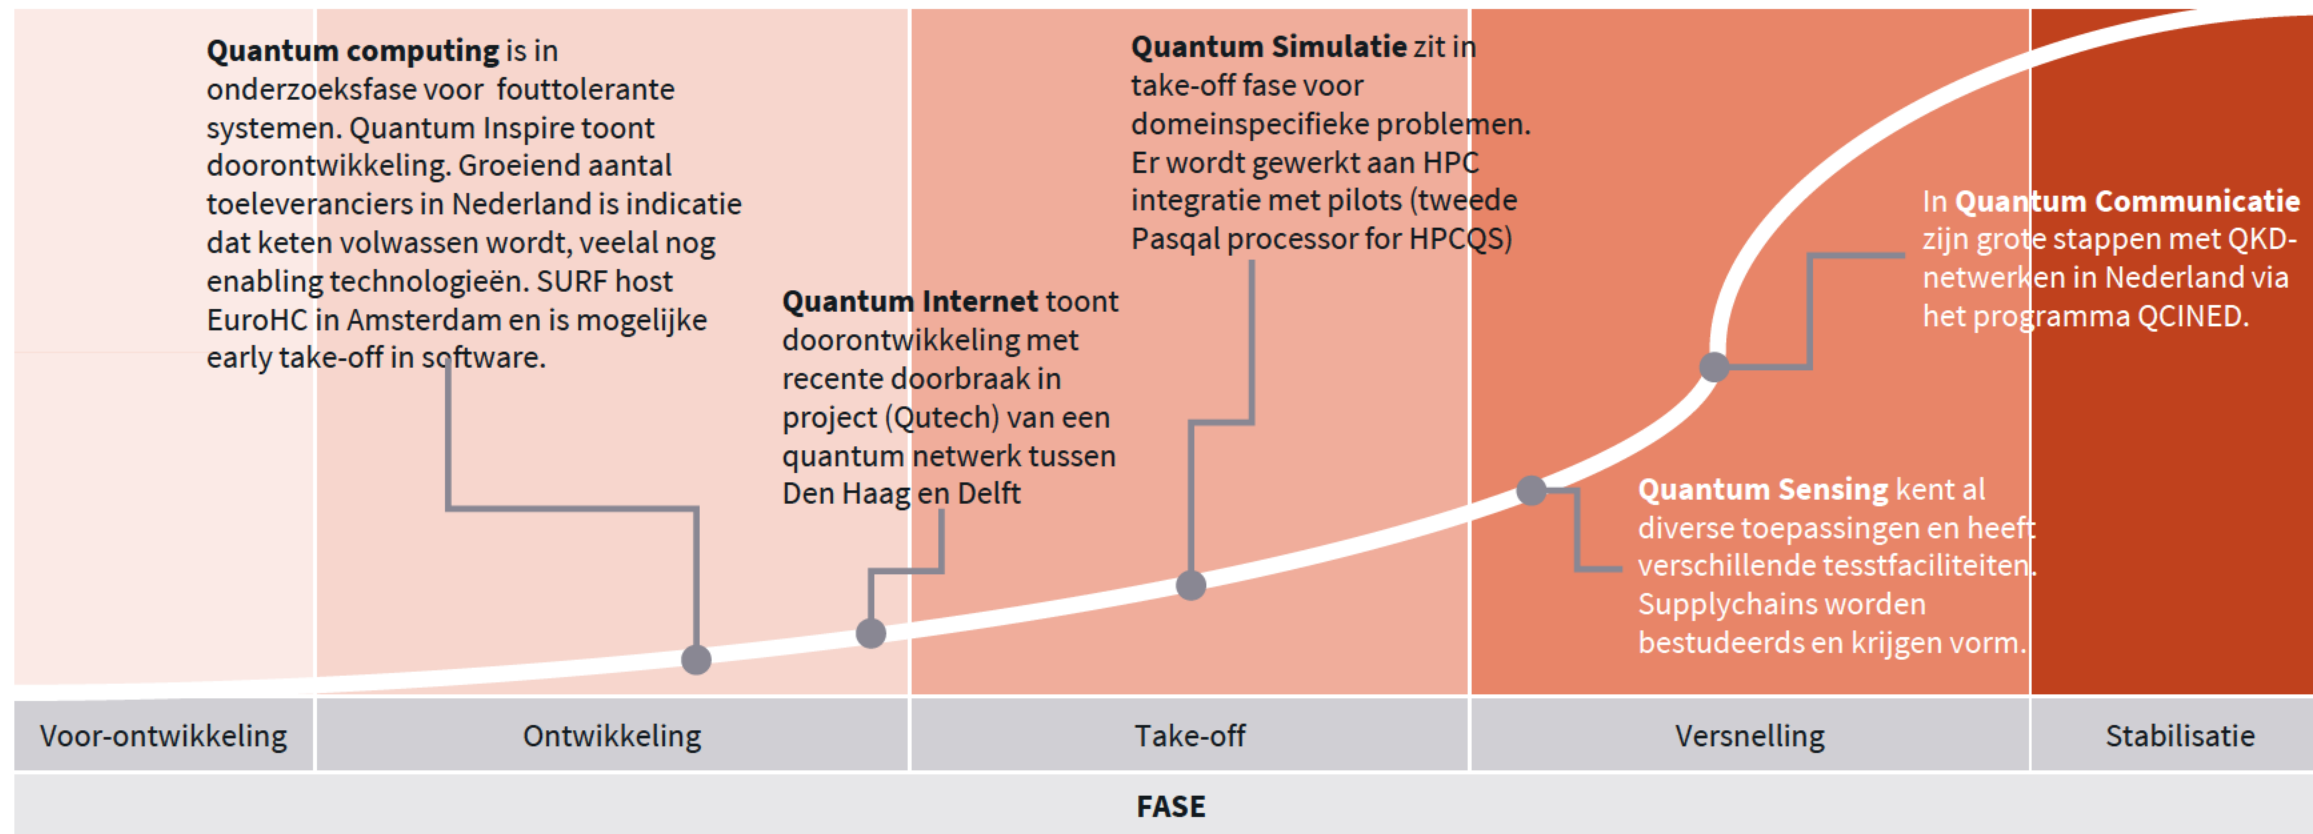 Quantum computing is in
onderzoeksfase voor fouttolerante
systemen. Quantum Inspire toont
doorontwikkeling. Groeiend aantal
toeleveranciers in Nederland is indicatie
dat keten volwassen wordt, veelal nog
enabling technologieën. SURF host
EuroHC in Amsterdam en is mogelijke
early take-off in software.
Quantum Internet toont
doorontwikkeling met
recente doorbraak in
project (Qutech) van een
quantum netwerk tussen
Den Haag en Delft
Quantum Simulatie zit in
take-off fase voor
domeinspecifieke problemen.
Er wordt gewerkt aan HPC
integratie met pilots (tweede
Pasqal processor for HPCQS)
In Quantum Communicatie
zijn grote stappen met QKD-
netwerken in Nederland via
het programma QCINED.
Quantum Sensing kent al
diverse toepassingen en heeft
verschillende tesstfaciliteiten.
Supplychains worden
bestudeerds en krijgen vorm.
Voor-ontwikkeling
Ontwikkeling
Take-off
Versnelling
Stabilisatie
FASE